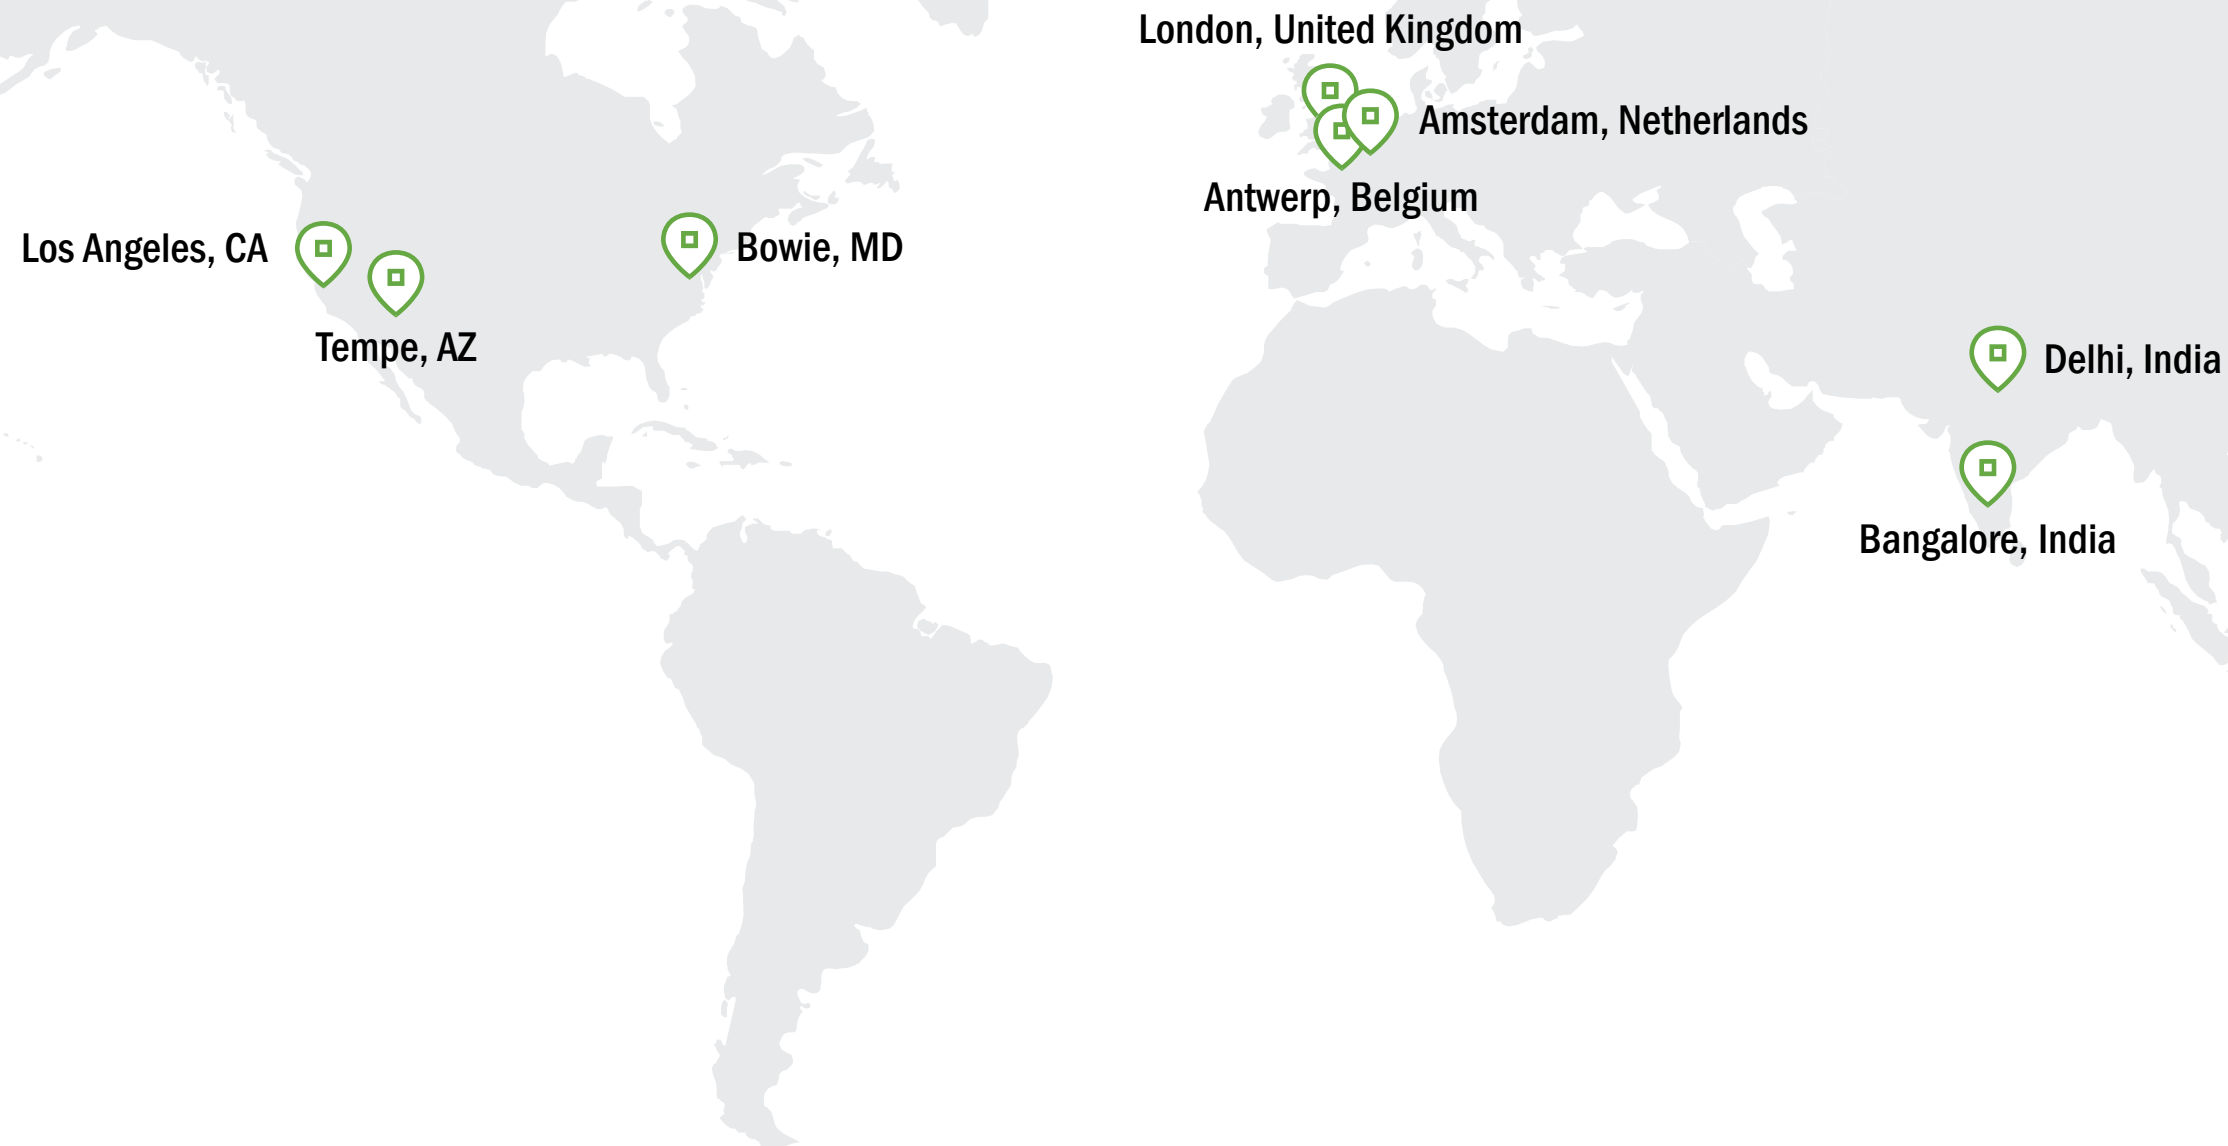 London, United Kingdom
Amsterdam, Netherlands
Antwerp, Belgium
Los Angeles, CA
Bowie, MD
Tempe, AZ
Delhi, India
Bangalore, India